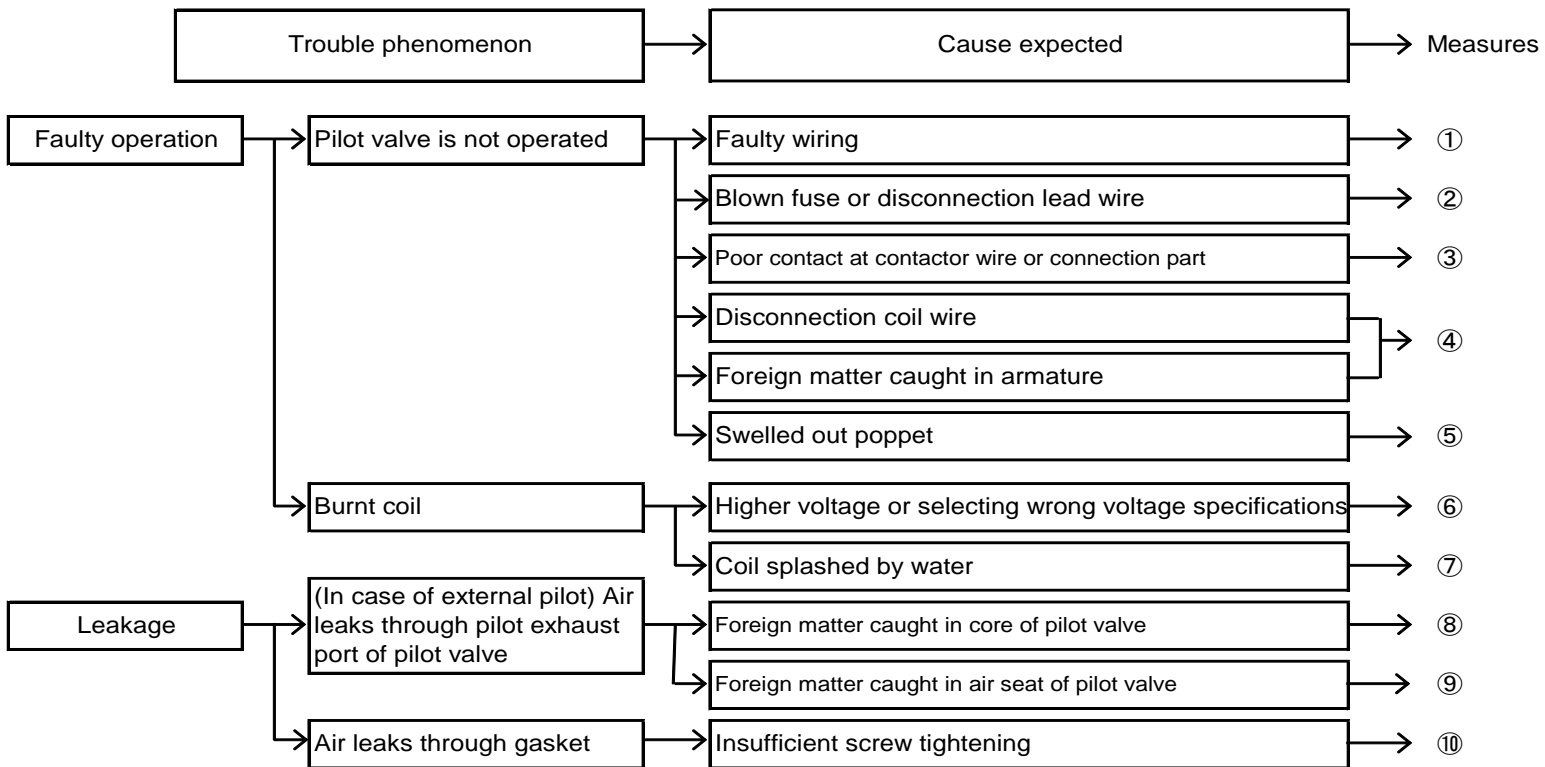 Trouble phenomenon
Cause expected
Measures
Faulty operation
Pilot valve is not operated
Faulty wiring
①
Blown fuse or disconnection lead wire
②
Poor contact at contactor wire or connection part
③
Disconnection coil wire
④
Foreign matter caught in armature
Swelled out poppet
⑤
Burnt coil
Higher voltage or selecting wrong voltage specifications
⑥
Coil splashed by water
⑦
Leakage
(In case of external pilot) Air
leaks through pilot exhaust
port of pilot valve
Foreign matter caught in core of pilot valve
⑧
Foreign matter caught in air seat of pilot valve
⑨
Air leaks through gasket
Insufficient screw tightening
⑩